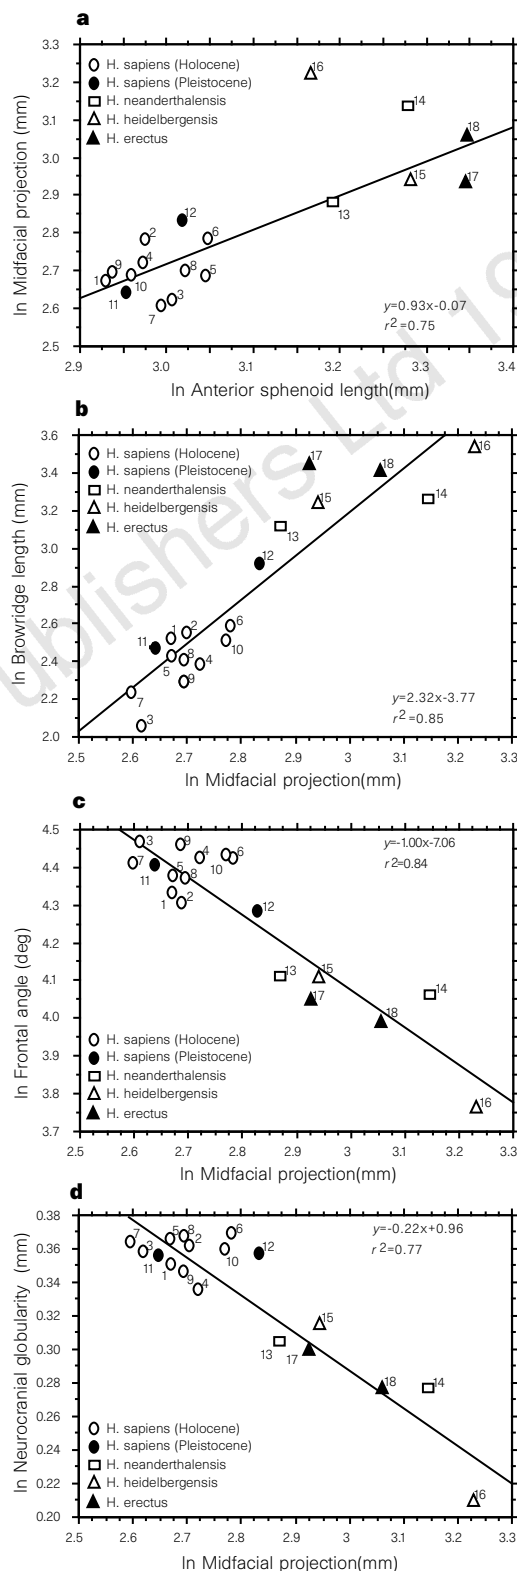 a
3.3
3.2
3.1
3.0
2.9
2.8
2.7
2.6
2.5
ln Midfacial projection (mm)
H. sapiens (Holocene)
H. sapiens (Pleistocene)
H. neanderthalensis
H. heidelbergensis
H. erectus
16
14
18
17
15
13
12
2
6
4
9
8
5
1
10
11
3
7
y=0.93x-0.07
r²=0.75
2.9 3.0 3.2 3.2 3.3 3.4
ln Anterior sphenoid length(mm)
b
3.6
3.4
3.2
3.0
2.8
2.6
2.4
2.2
2.0
ln Browridge length (mm)
H. sapiens (Holocene)
H. sapiens (Pleistocene)
H. neanderthalensis
H. heidelbergensis
H. erectus
16
17
18
14
15
13
12
6
1 2
11
10
8
5 4
9
7
3
y=2.32x-3.77
r²=0.85
2.5 2.6 2.7 2.8 2.9 3 3.1 3.2 3.3
ln Midfacial projection(mm)
c
4.5
4.4
4.2
4.1
4.0
3.9
3.8
3.7
ln Frontal angle (deg)
y=-1.00x-7.06
r²=0.84
3 9
4 6
7
10
5
11
8
1 2
12
13 15
14
17
18
16
H. sapiens (Holocene)
H. sapiens (Pleistocene)
H. neanderthalensis
H. heidelbergensis
H. erectus
2.5 2.6 2.7 2.8 2.9 3 3.1 3.2 3.3
ln Midfacial projection(mm)
d
0.38
0.36
0.34
0.32
0.30
0.28
0.26
0.24
0.22
0.20
ln Neurocranial globularity (mm)
y=-0.22x+0.96
r²=0.77
7 5 8 6
3 2 12
11 10
1 9
4
15
13
17
18 14
16
H. sapiens (Holocene)
H. sapiens (Pleistocene)
H. neanderthalensis
H. heidelbergensis
H. erectus
2.5 2.6 2.7 2.8 2.9 3 3.1 3.2 3.3
ln Midfacial projection(mm)
ublishers Ltd 19